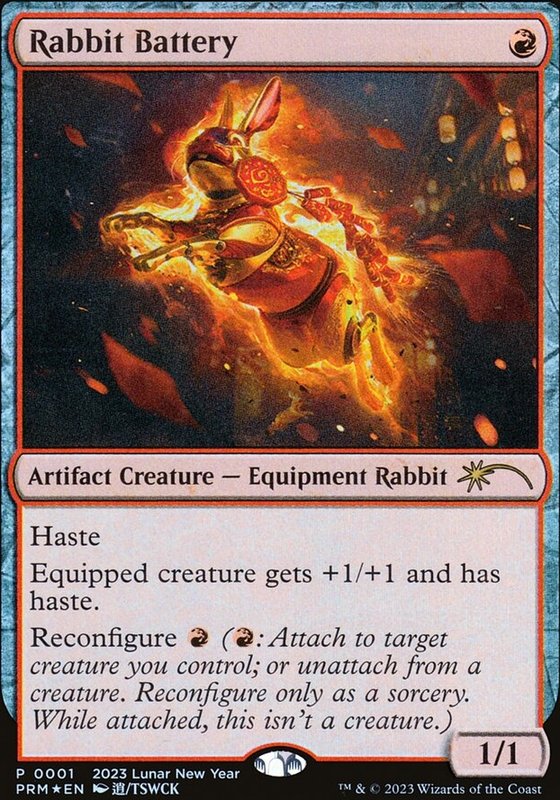 Rabbit Battery
Artifact Creature — Equipment Rabbit
Haste
Equipped creature gets +1/+1 and has
haste.
Reconfigure (: Attach to target
creature you control; or unattach from a
creature. Reconfigure only as a sorcery.
While attached, this isn't a creature.)
1/1
P 0001 2023 Lunar New Year
PRM★EN 逍/TSWCK
™ & © 2023 Wizards of the Coast